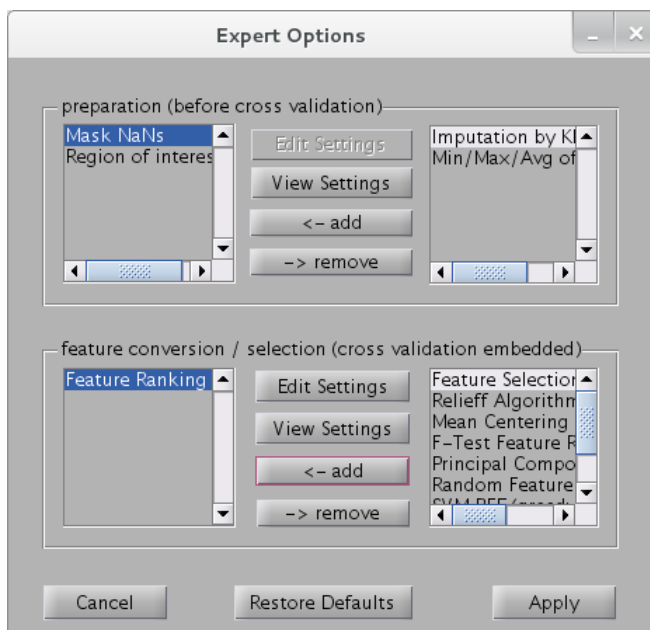 Expert Options
preparation (before cross validation)
Mask NaNs
Region of interes
Edit Settings
View Settings
<- add
-> remove
Imputation by
Min/Max/Avg of
feature conversion / selection (cross validation embedded)
Feature Ranking
Edit Settings
View Settings
<- add
-> remove
Feature Selection
Relieff Algorithm
Mean Centering
F-Test Feature R
Principal Compo
Random Feature
Cancel
Restore Defaults
Apply